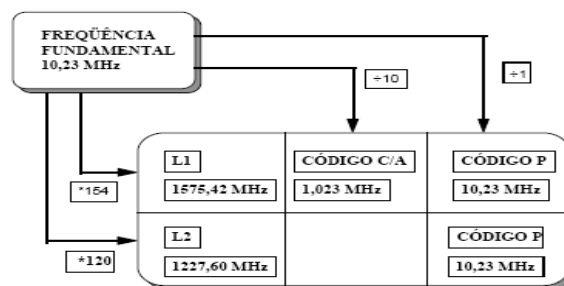 FREQÜÊNCIA
FUNDAMENTAL
10,23 MHz
÷10
÷1
*154
*120
L1
1575,42 MHz
CÓDIGO C/A
1,023 MHz
CÓDIGO P
10,23 MHz
L2
1227,60 MHz
CÓDIGO P
10,23 MHz